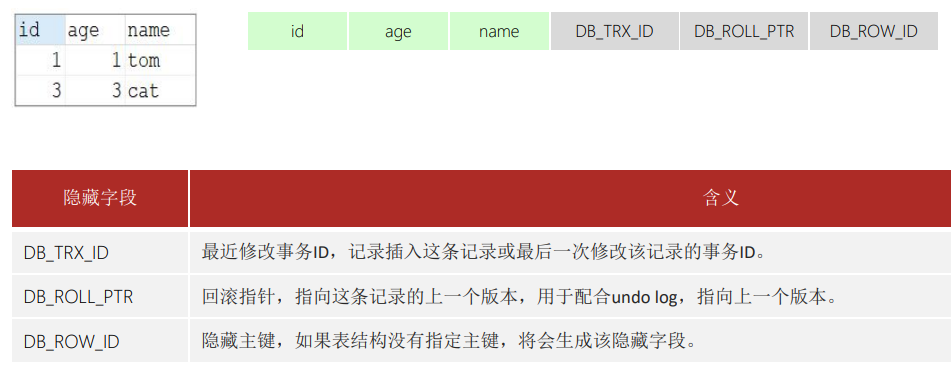 id age name
1 1 tom
3 3 cat
id age name DB_TRX_ID DB_ROLL_PTR DB_ROW_ID
隐藏字段 含义
DB_TRX_ID 最近修改事务ID，记录插入这条记录或最后一次修改该记录的事务ID。
DB_ROLL_PTR 回滚指针，指向这条记录的上一个版本，用于配合undo log，指向上一个版本。
DB_ROW_ID 隐藏主键，如果表结构没有指定主键，将会生成该隐藏字段。